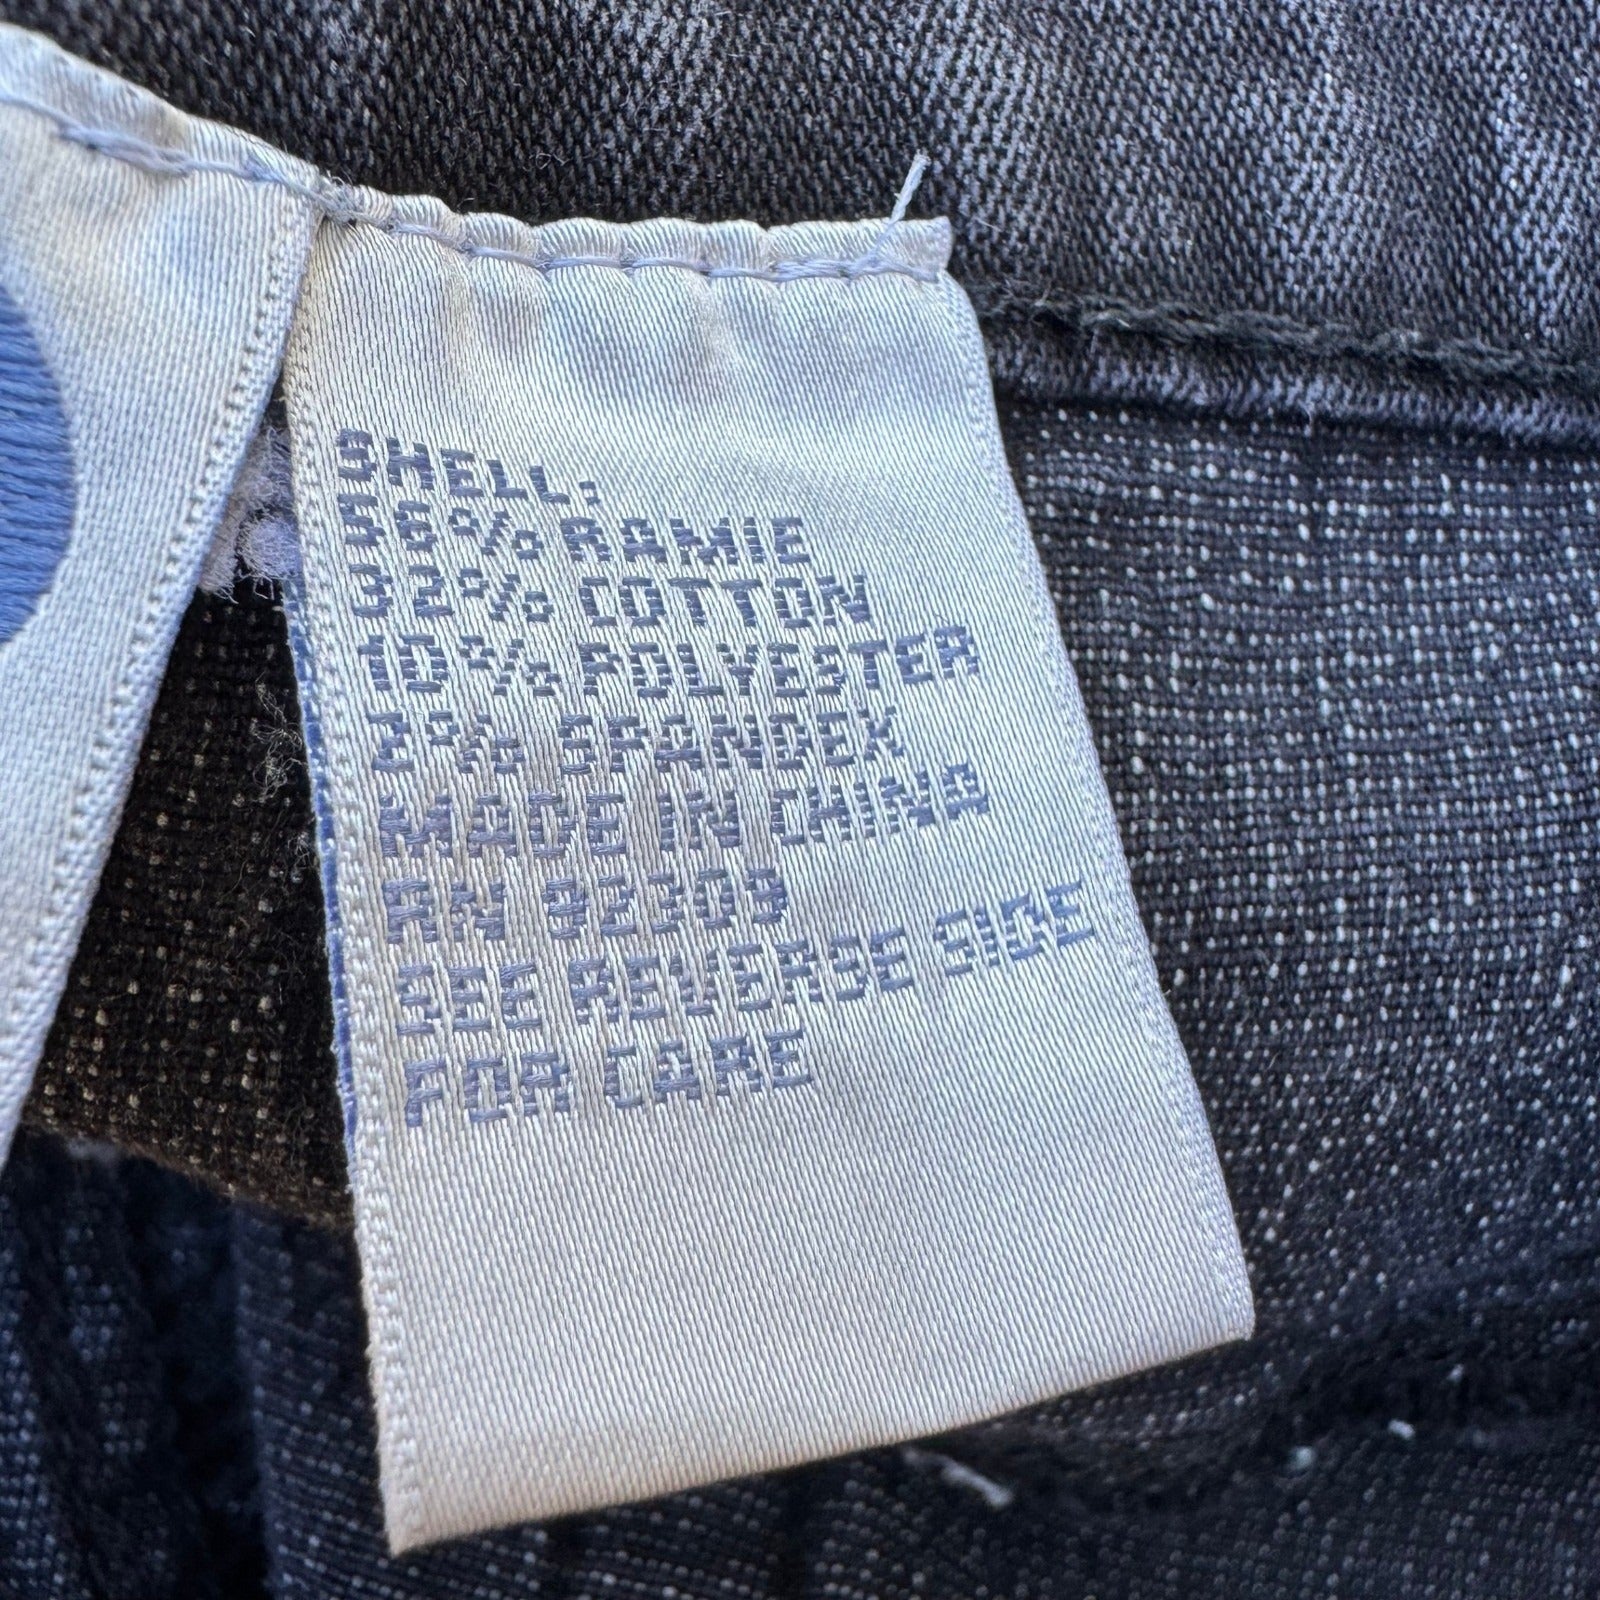 SHELL:
56% RAMIE
32% COTTON
10% POLYESTER
2% SPANDEX
MADE IN CHINA
RN 92309
SEE REVERSE SIDE
FOR CARE